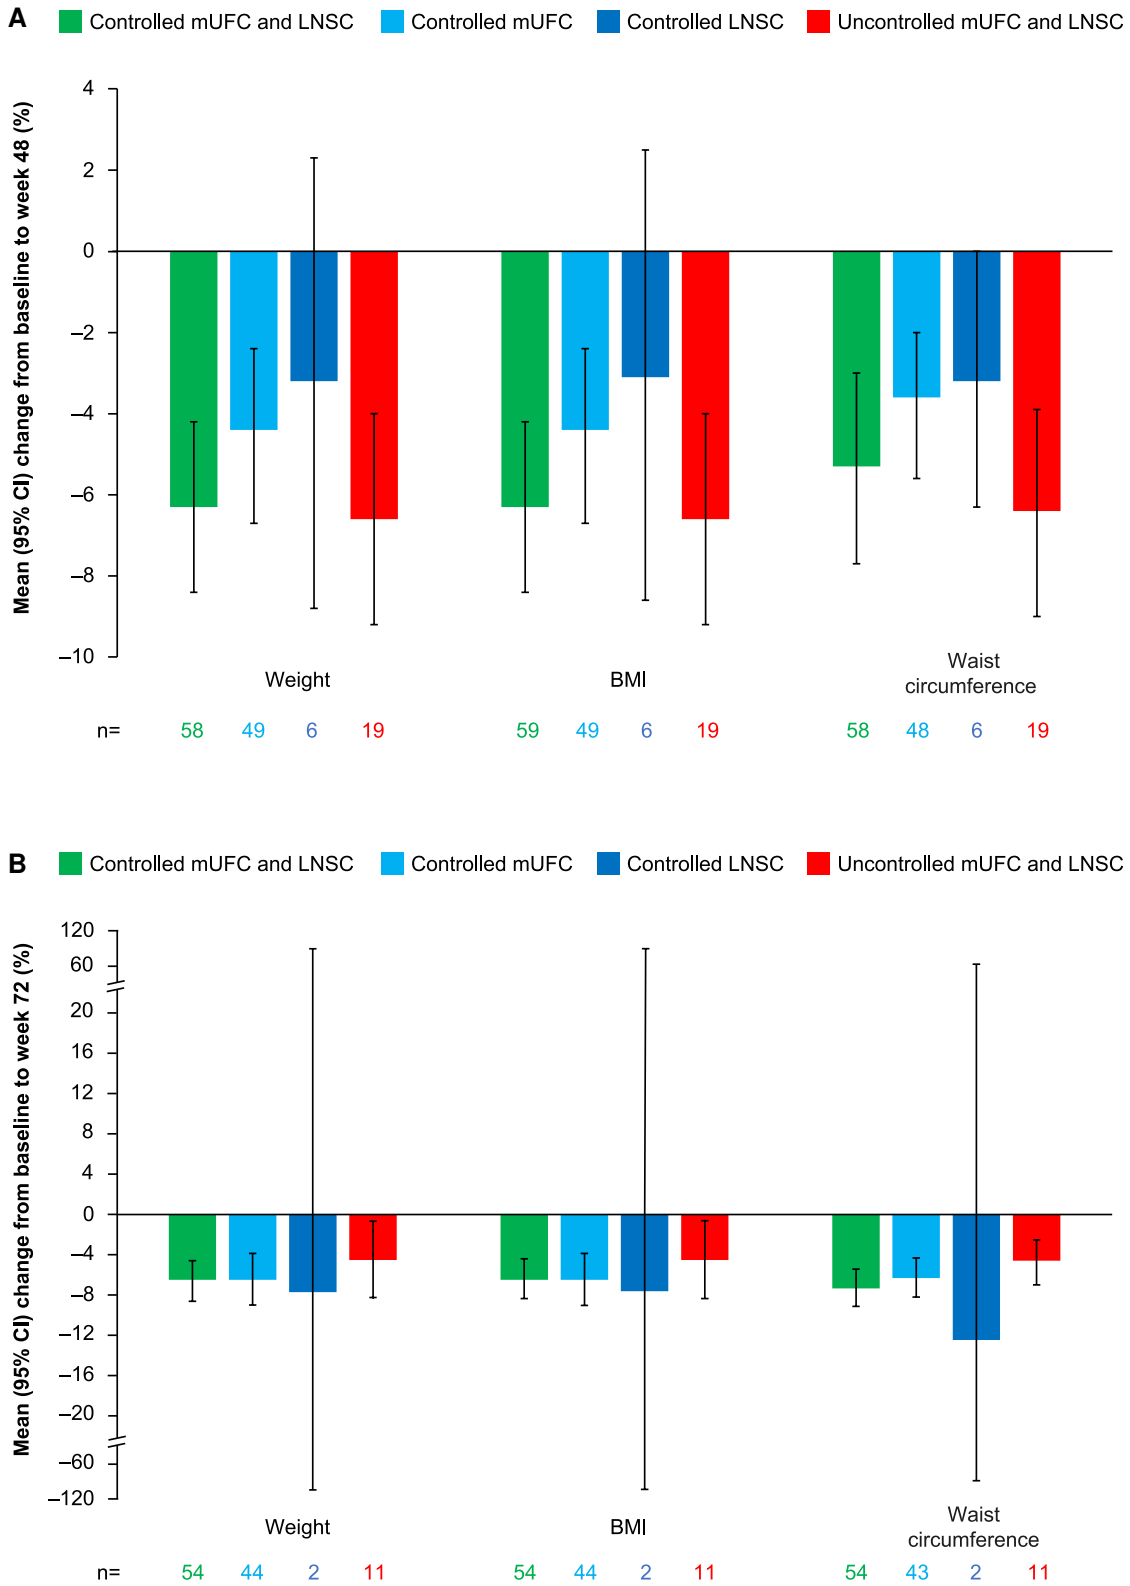 A
Controlled mUFC and LNSC Controlled mUFC Controlled LNSC Uncontrolled mUFC and LNSC
Mean (95% CI) change from baseline to week 48 (%)
4
2
0
–2
–4
–6
–8
–10
Weight BMI Waist
circumference
n= 58 49 6 19 59 49 6 19 58 48 6 19
B
Controlled mUFC and LNSC Controlled mUFC Controlled LNSC Uncontrolled mUFC and LNSC
Mean (95% CI) change from baseline to week 72 (%)
120
60
20
16
12
8
4
0
–4
–8
–12
–16
–20
–60
–120
Weight BMI Waist
circumference
n= 54 44 2 11 54 44 2 11 54 43 2 11